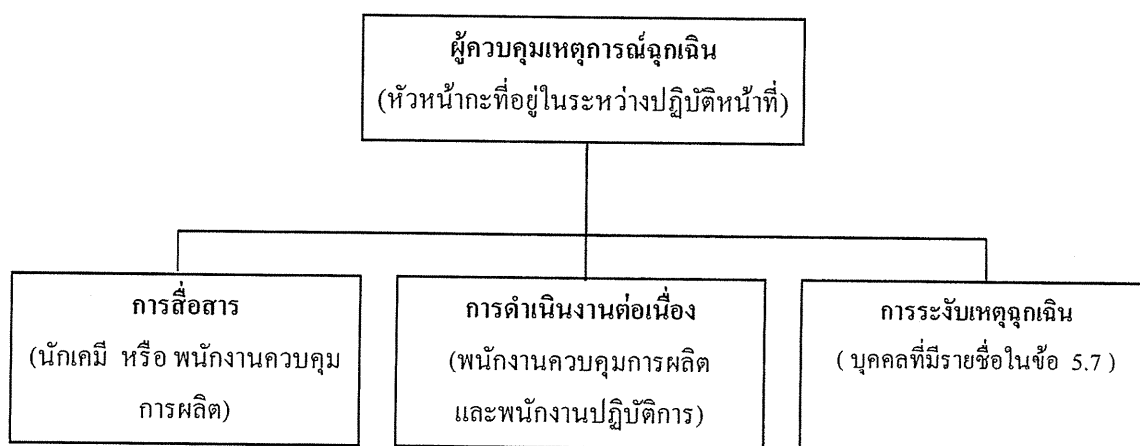 ผู้ควบคุมเหตุการณ์ฉุกเฉิน
(หัวหน้ากะที่อยู่ในระหว่างปฏิบัติหน้าที่)
การสื่อสาร
(นักเคมี หรือ พนักงานควบคุม
การผลิต)
การดำเนินงานต่อเนื่อง
(พนักงานควบคุมการผลิต
และพนักงานปฏิบัติการ)
การระงับเหตุฉุกเฉิน
( บุคคลที่มีรายชื่อในข้อ 5.7 )